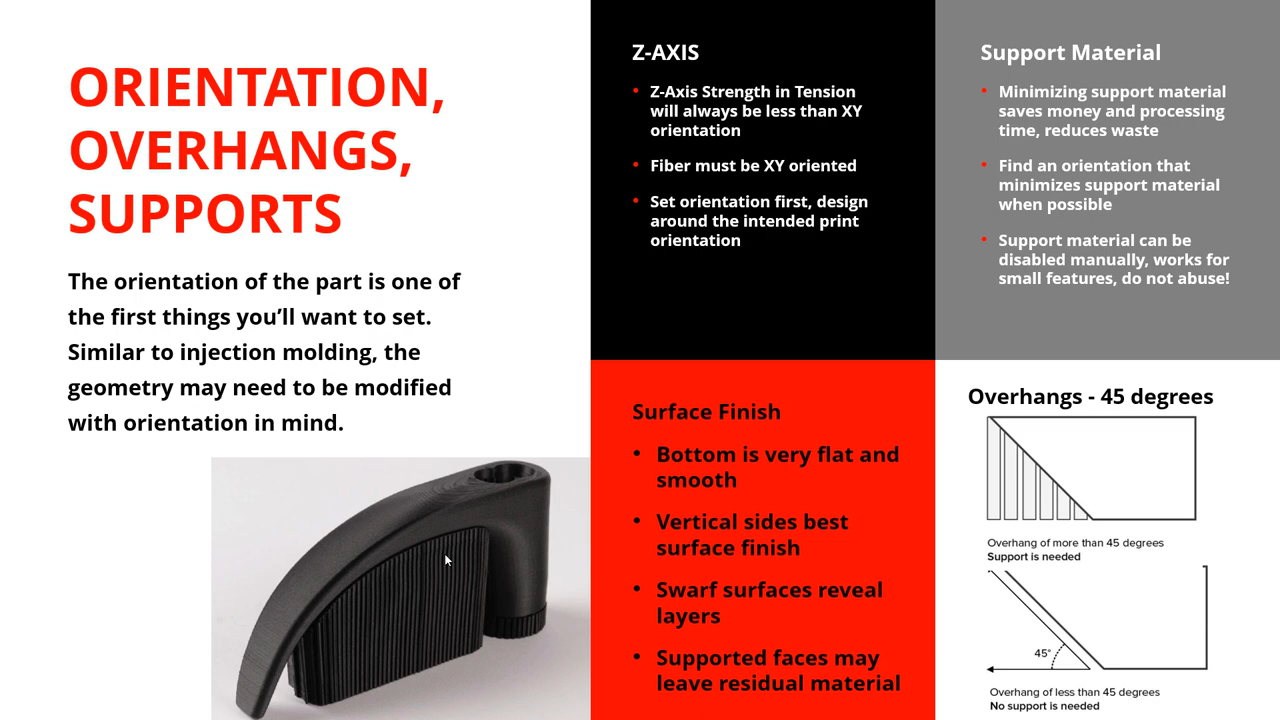 ORIENTATION,
OVERHANGS,
SUPPORTS
The orientation of the part is one of
the first things you’ll want to set.
Similar to injection molding, the
geometry may need to be modified
with orientation in mind.
Z-AXIS
• Z-Axis Strength in Tension
will always be less than XY
orientation
• Fiber must be XY oriented
• Set orientation first, design
around the intended print
orientation
Support Material
• Minimizing support material
saves money and processing
time, reduces waste
• Find an orientation that
minimizes support material
when possible
• Support material can be
disabled manually, works for
small features, do not abuse!
Surface Finish
• Bottom is very flat and
smooth
• Vertical sides best
surface finish
• Swarf surfaces reveal
layers
• Supported faces may
leave residual material
Overhangs - 45 degrees
Overhang of more than 45 degrees
Support is needed
45°
Overhang of less than 45 degrees
No support is needed